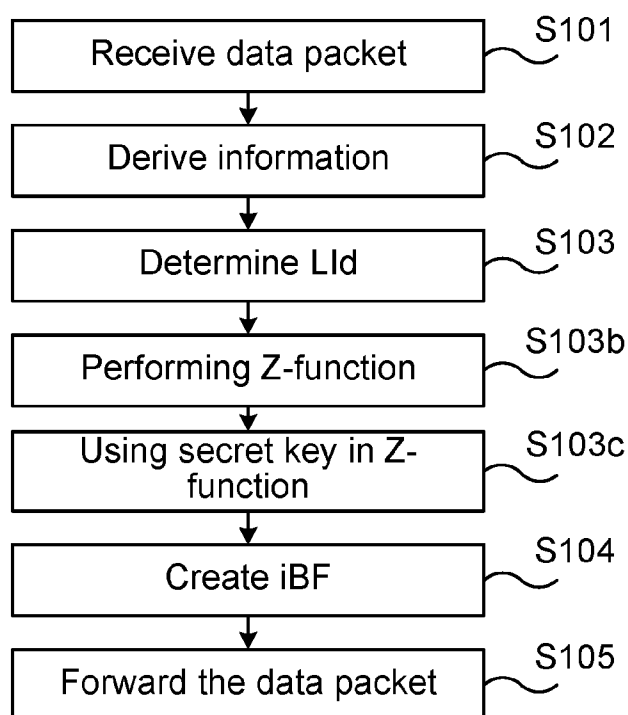 S101
Receive data packet
S102
Derive information
S103
Determine LId
S103b
Performing Z-function
S103c
Using secret key in Z-
function
S104
Create iBF
S105
Forward the data packet